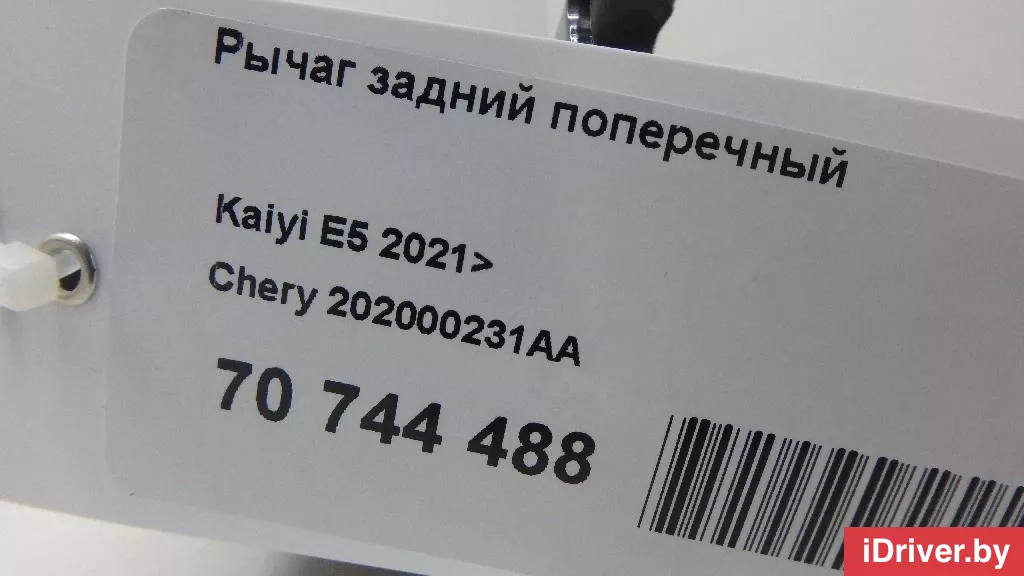 Рычаг задний поперечный
Kaiyi E5 2021>
Chery 202000231AA
70 744 488
iDriver.by